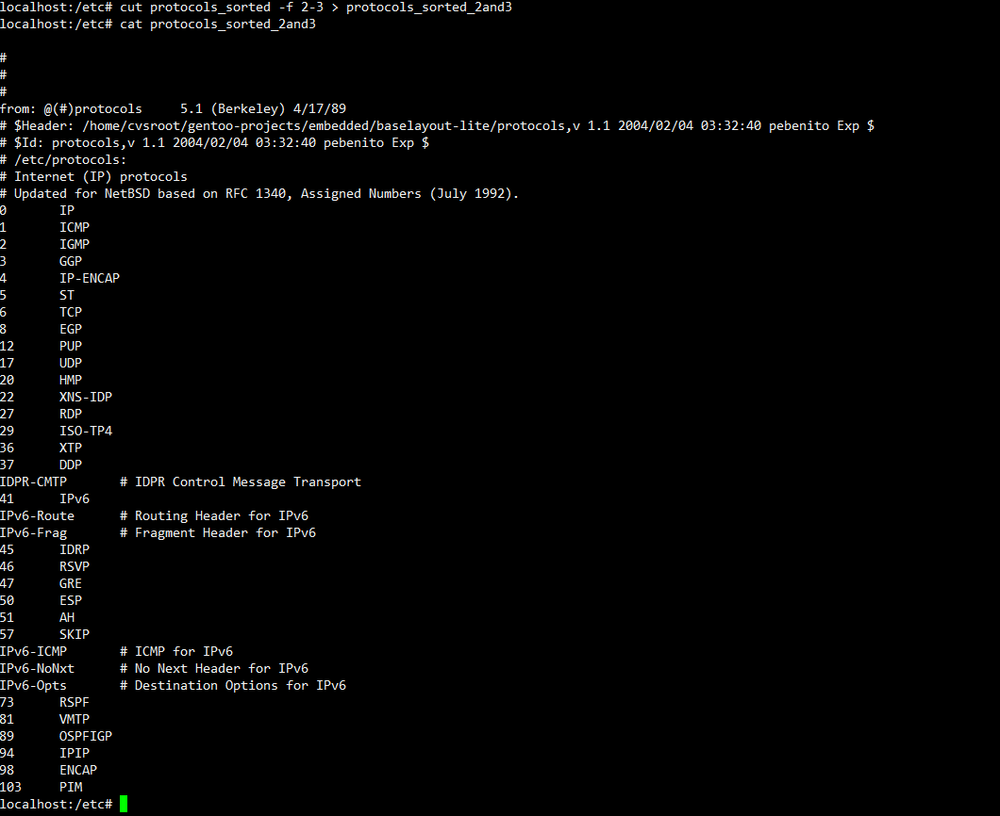 localhost:/etc# cut protocols_sorted -f 2-3 > protocols_sorted_2and3
localhost:/etc# cat protocols_sorted_2and3

#
#
#
from: @(#)protocols     5.1 (Berkeley) 4/17/89
# $Header: /home/cvsroot/gentoo-projects/embedded/baselayout-lite/protocols,v 1.1 2004/02/04 03:32:40 pebenito Exp $
# $Id: protocols,v 1.1 2004/02/04 03:32:40 pebenito Exp $
# /etc/protocols:
# Internet (IP) protocols
# Updated for NetBSD based on RFC 1340, Assigned Numbers (July 1992).
0       IP
1       ICMP
2       IGMP
3       GGP
4       IP-ENCAP
5       ST
6       TCP
8       EGP
12      PUP
17      UDP
20      HMP
22      XNS-IDP
27      RDP
29      ISO-TP4
36      XTP
37      DDP
IDPR-CMTP       # IDPR Control Message Transport
41      IPv6
IPv6-Route      # Routing Header for IPv6
IPv6-Frag       # Fragment Header for IPv6
45      IDRP
46      RSVP
47      GRE
50      ESP
51      AH
57      SKIP
IPv6-ICMP       # ICMP for IPv6
IPv6-NoNxt      # No Next Header for IPv6
IPv6-Opts       # Destination Options for IPv6
73      RSPF
81      VMTP
89      OSPFIGP
94      IPIP
98      ENCAP
103     PIM
localhost:/etc#